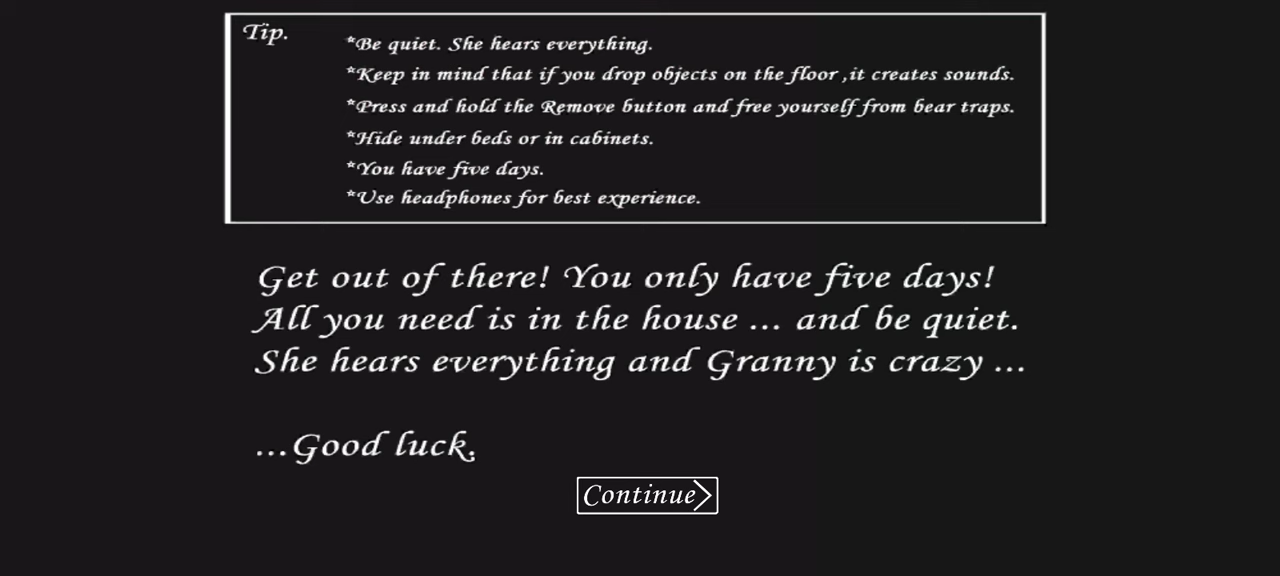 Tip.
*Be quiet. She hears everything.
*Keep in mind that if you drop objects on the floor ,it creates sounds.
*Press and hold the Remove button and free yourself from bear traps.
*Hide under beds or in cabinets.
*You have five days.
*Use headphones for best experience.
Get out of there! You only have five days!
All you need is in the house ... and be quiet.
She hears everything and Granny is crazy ...
...Good luck.
Continue